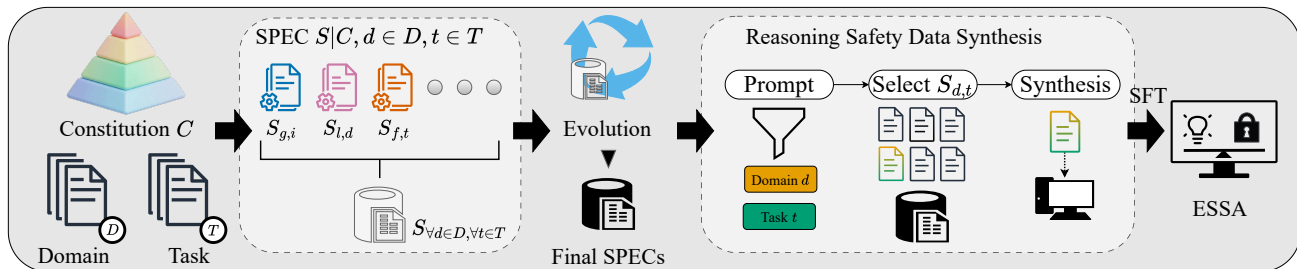 Constitution C
D
Domain
T
Task
SPEC S|C, d ∈ D, t ∈ T
S_{g,i}
S_{l,d}
S_{f,t}
S_{∀d∈D,∀t∈T}
Evolution
Final SPECs
Reasoning Safety Data Synthesis
Prompt
Select S_{d,t}
Synthesis
Domain d
Task t
SFT
ESSA